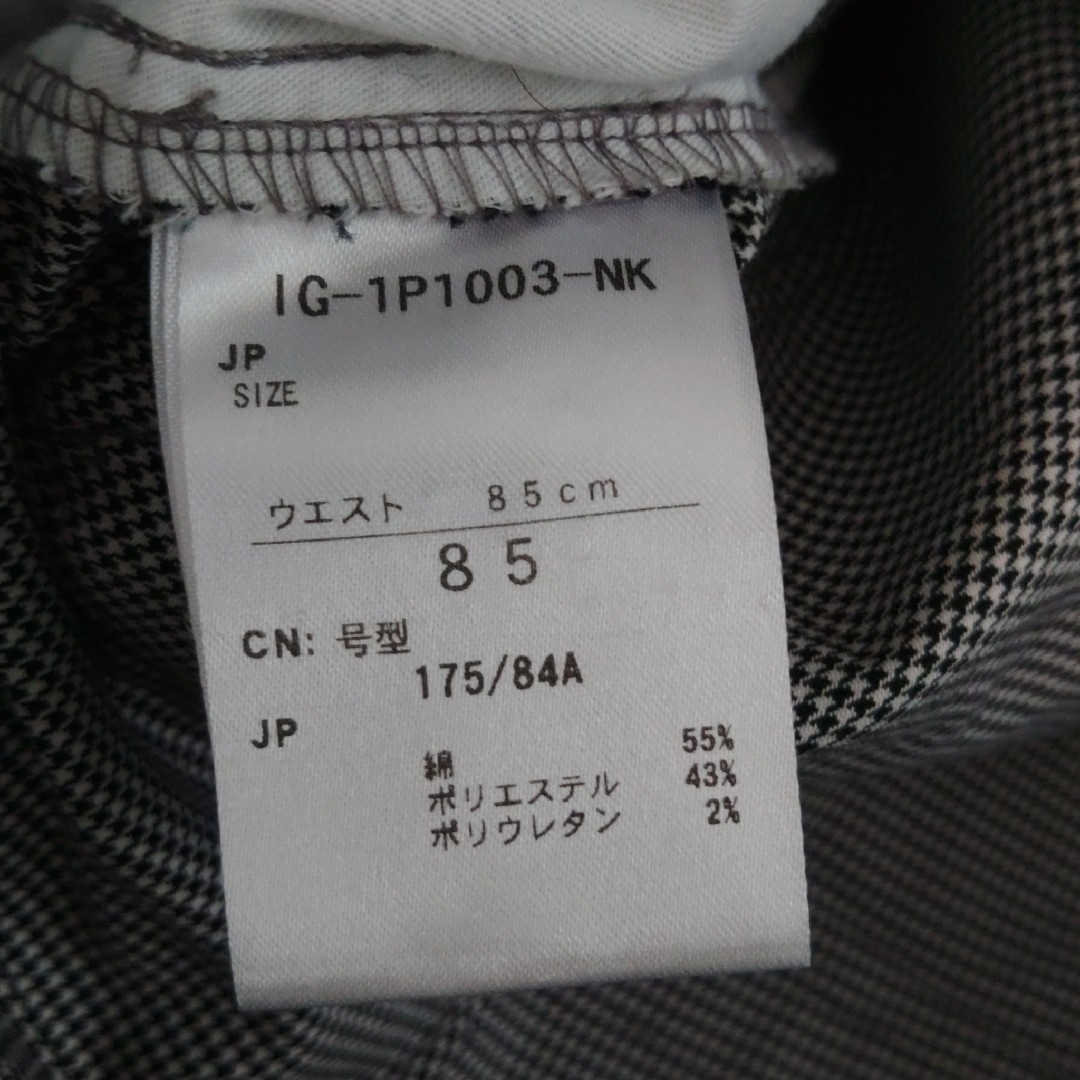 IG-1P1003-NK
JP
SIZE
ウエスト 85cm
85
CN: 号型
175/84A
JP
綿 55%
ポリエステル 43%
ポリウレタン 2%